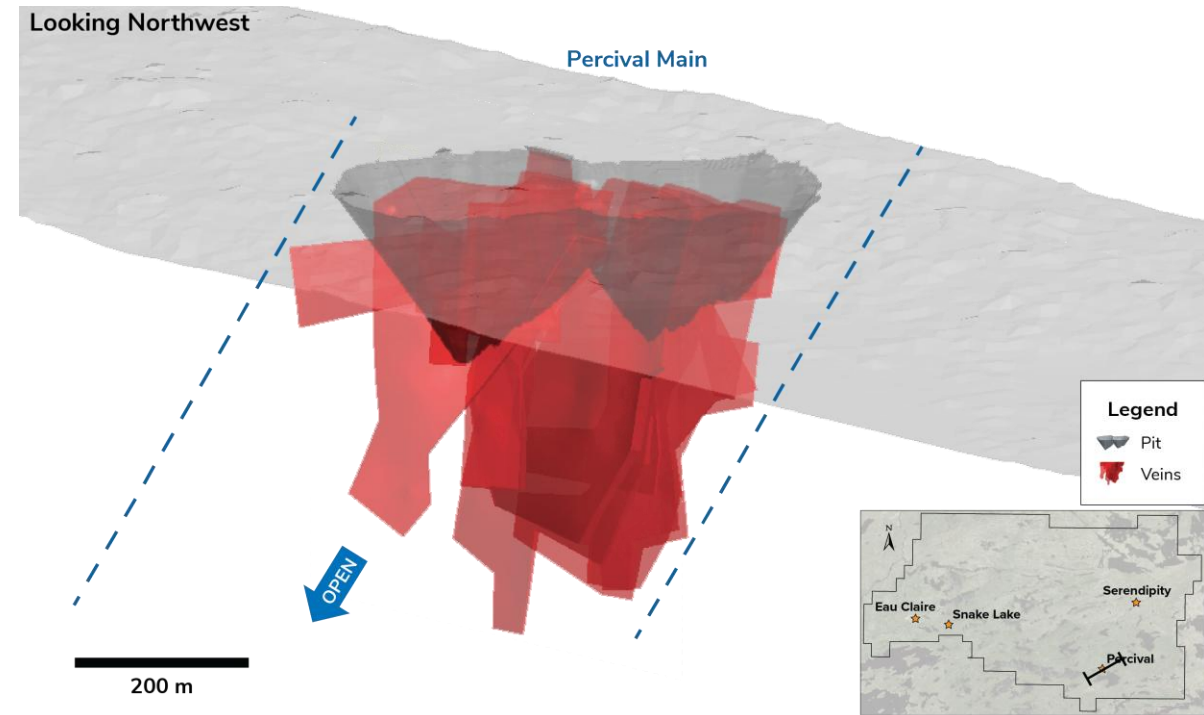 Looking Northwest
Percival Main
OPEN
200 m
Legend
Pit
Veins
N
Serendipity
Eau Claire
Snake Lake
Percival